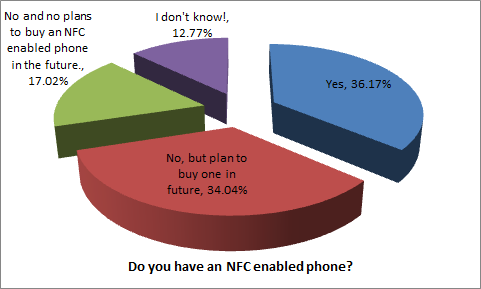 No and no plans
to buy an NFC
enabled phone
in the future.,
17.02%
I don't know!,
12.77%
Yes, 36.17%
No, but plan to
buy one in
future, 34.04%
Do you have an NFC enabled phone?